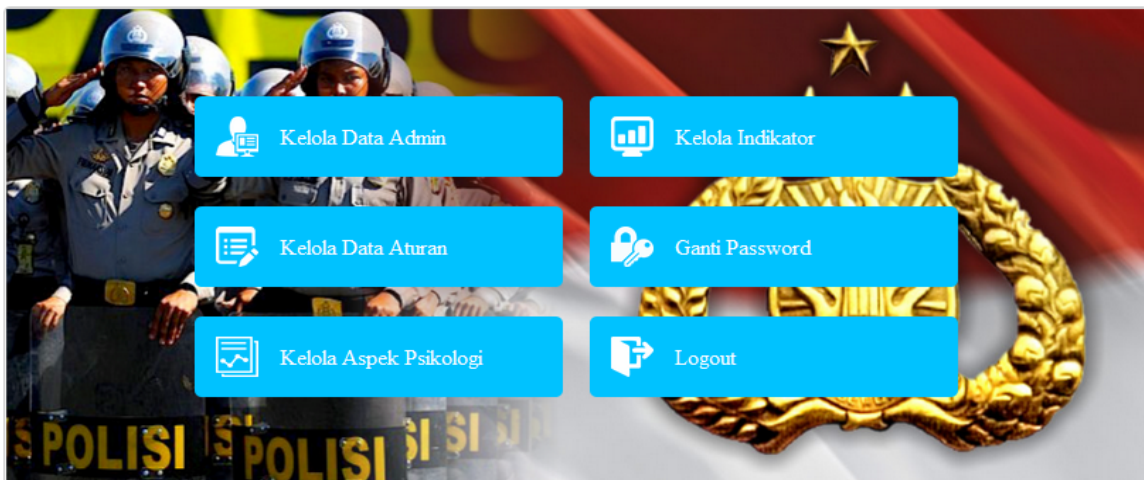 Kelola Data Admin
Kelola Indikator
Kelola Data Aturan
Ganti Password
Kelola Aspek Psikologi
Logout
POLISI
POLISI